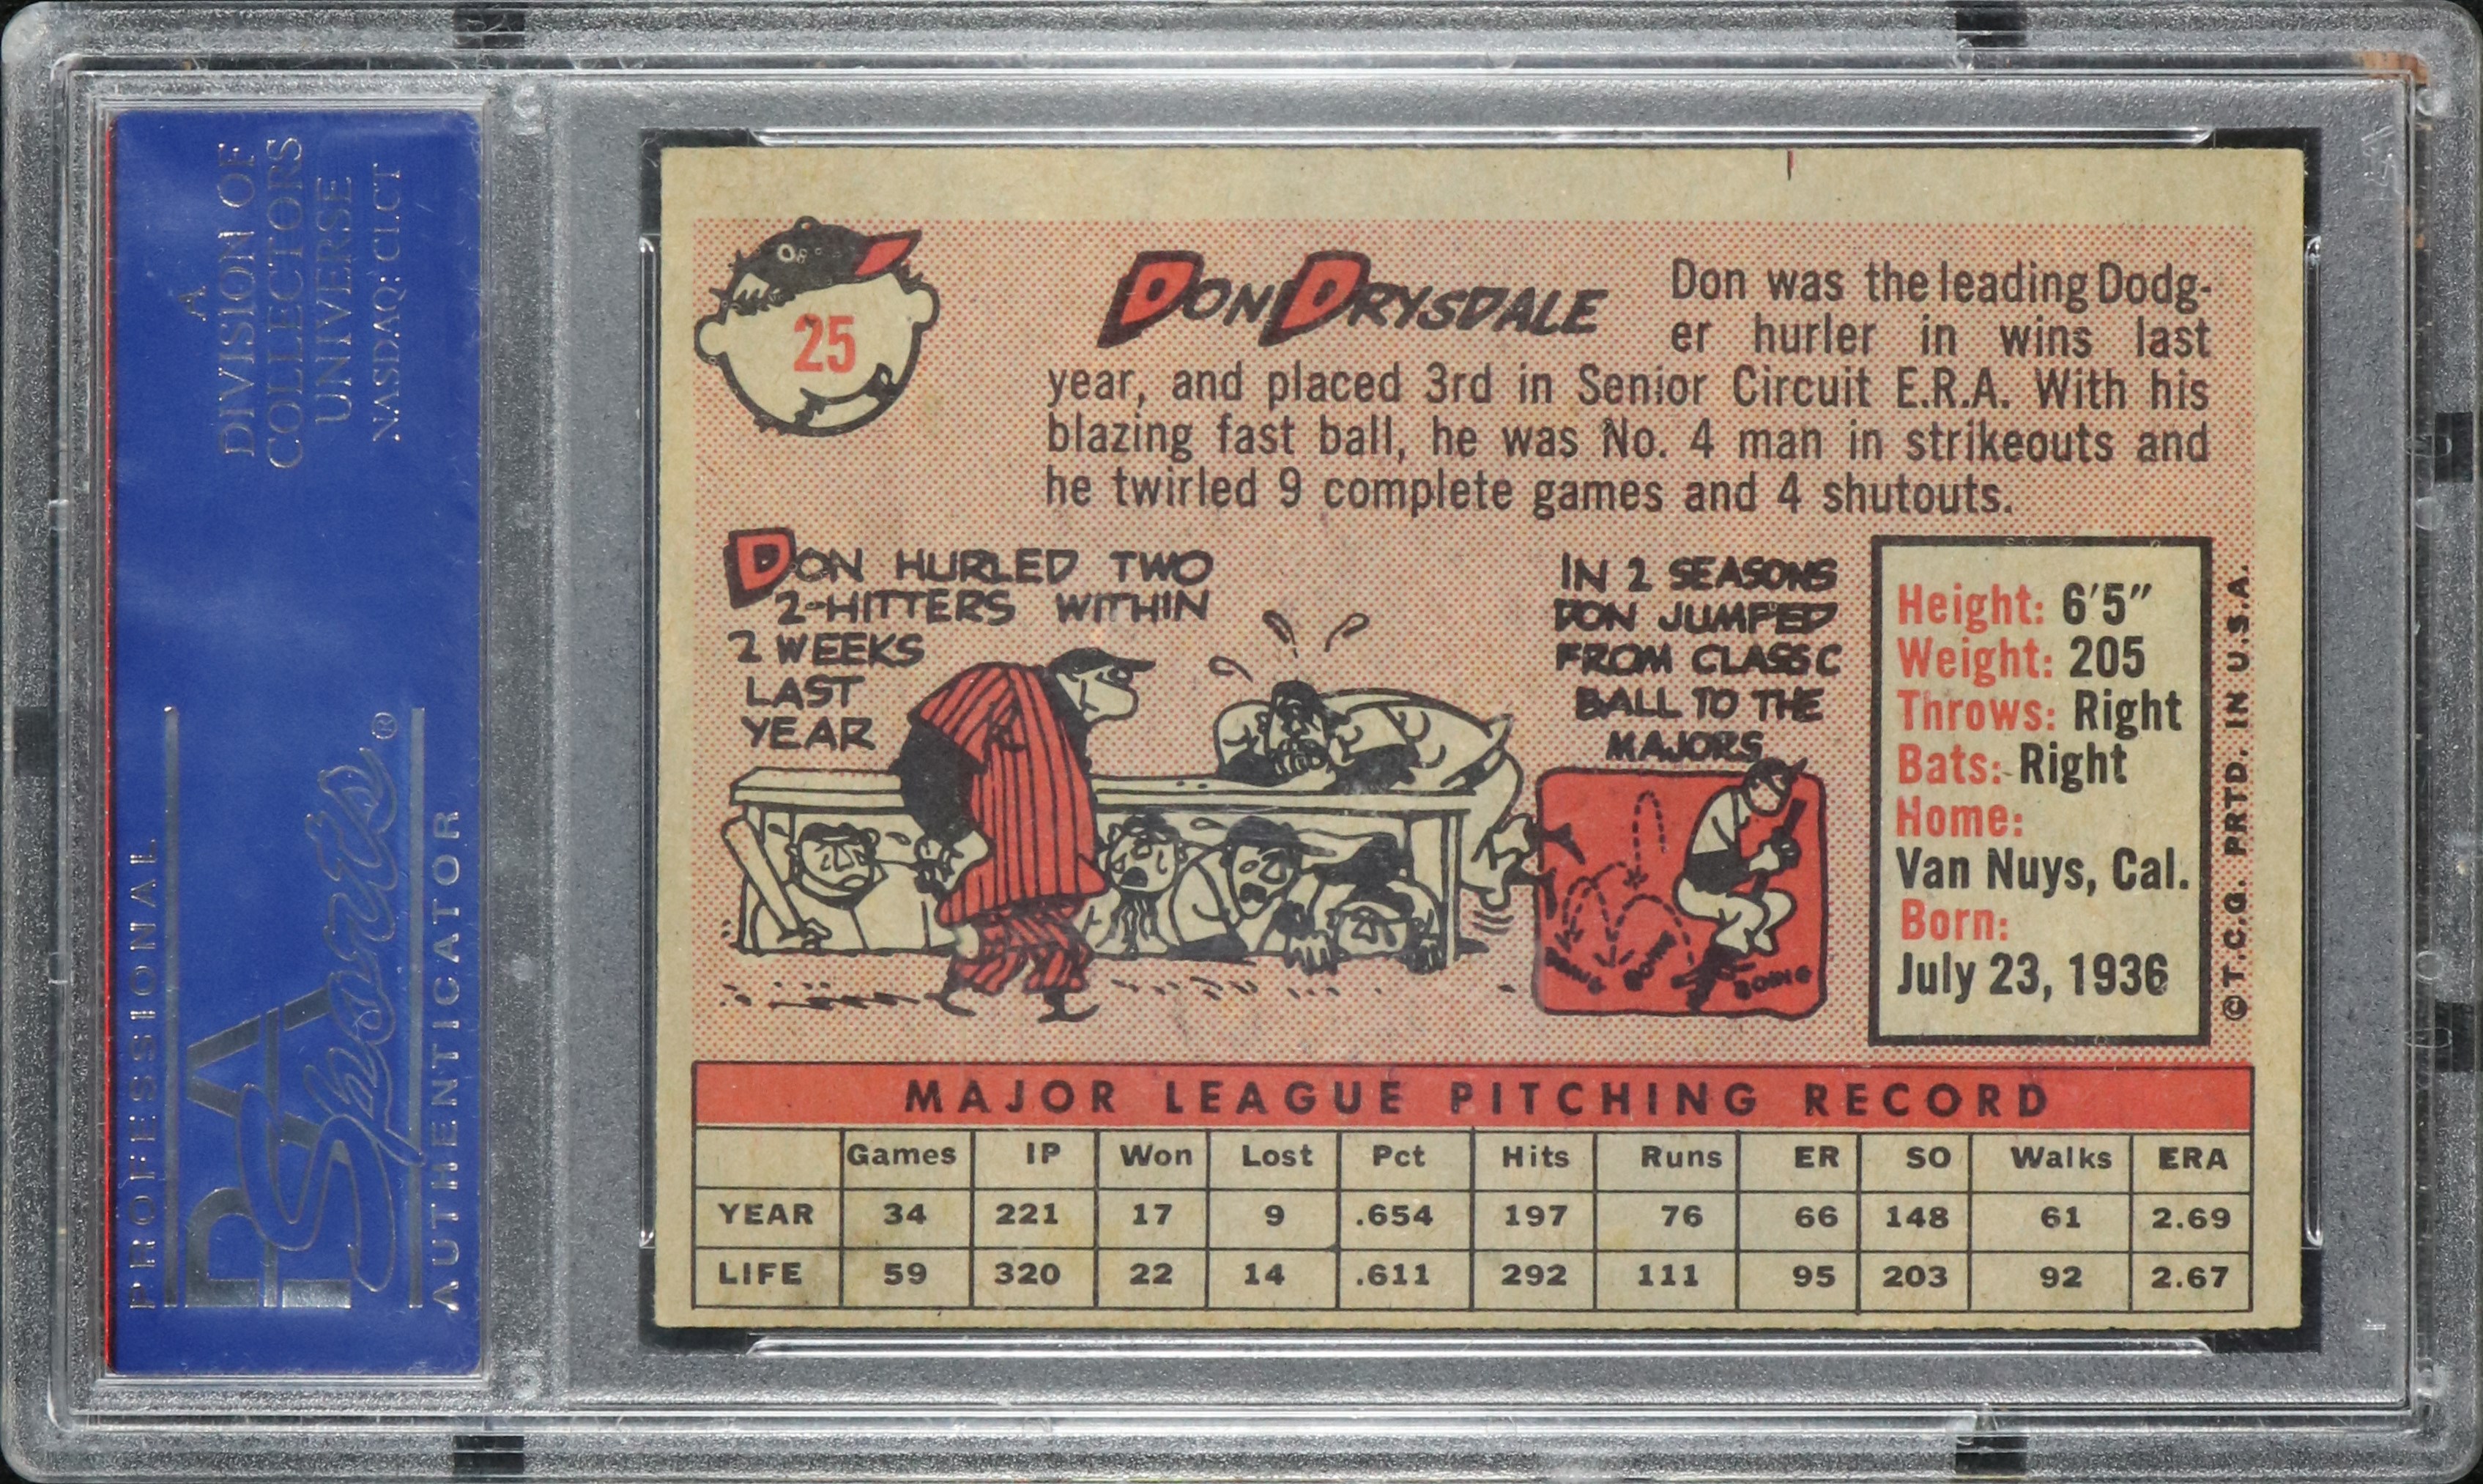 A
DIVISION OF
COLLECTORS
UNIVERSE
NASDAQ: CLCT
PROFESSIONAL
PSA
Sports®
AUTHENTICATOR
25
DON DRYSDALE
Don was the leading Dodg-
er hurler in wins last
year, and placed 3rd in Senior Circuit E.R.A. With his
blazing fast ball, he was No. 4 man in strikeouts and
he twirled 9 complete games and 4 shutouts.
DON HURLED TWO
2-HITTERS WITHIN
2 WEEKS
LAST
YEAR
IN 2 SEASONS
DON JUMPED
FROM CLASS C
BALL TO THE
MAJORS
BOING
BOING
BOING
Height: 6'5"
Weight: 205
Throws: Right
Bats: Right
Home:
Van Nuys, Cal.
Born:
July 23, 1936
©T.C.G. PRTD. IN U.S.A.
MAJOR LEAGUE PITCHING RECORD
Games IP Won Lost Pct Hits Runs ER SO Walks ERA
YEAR 34 221 17 9 .654 197 76 66 148 61 2.69
LIFE 59 320 22 14 .611 292 111 95 203 92 2.67